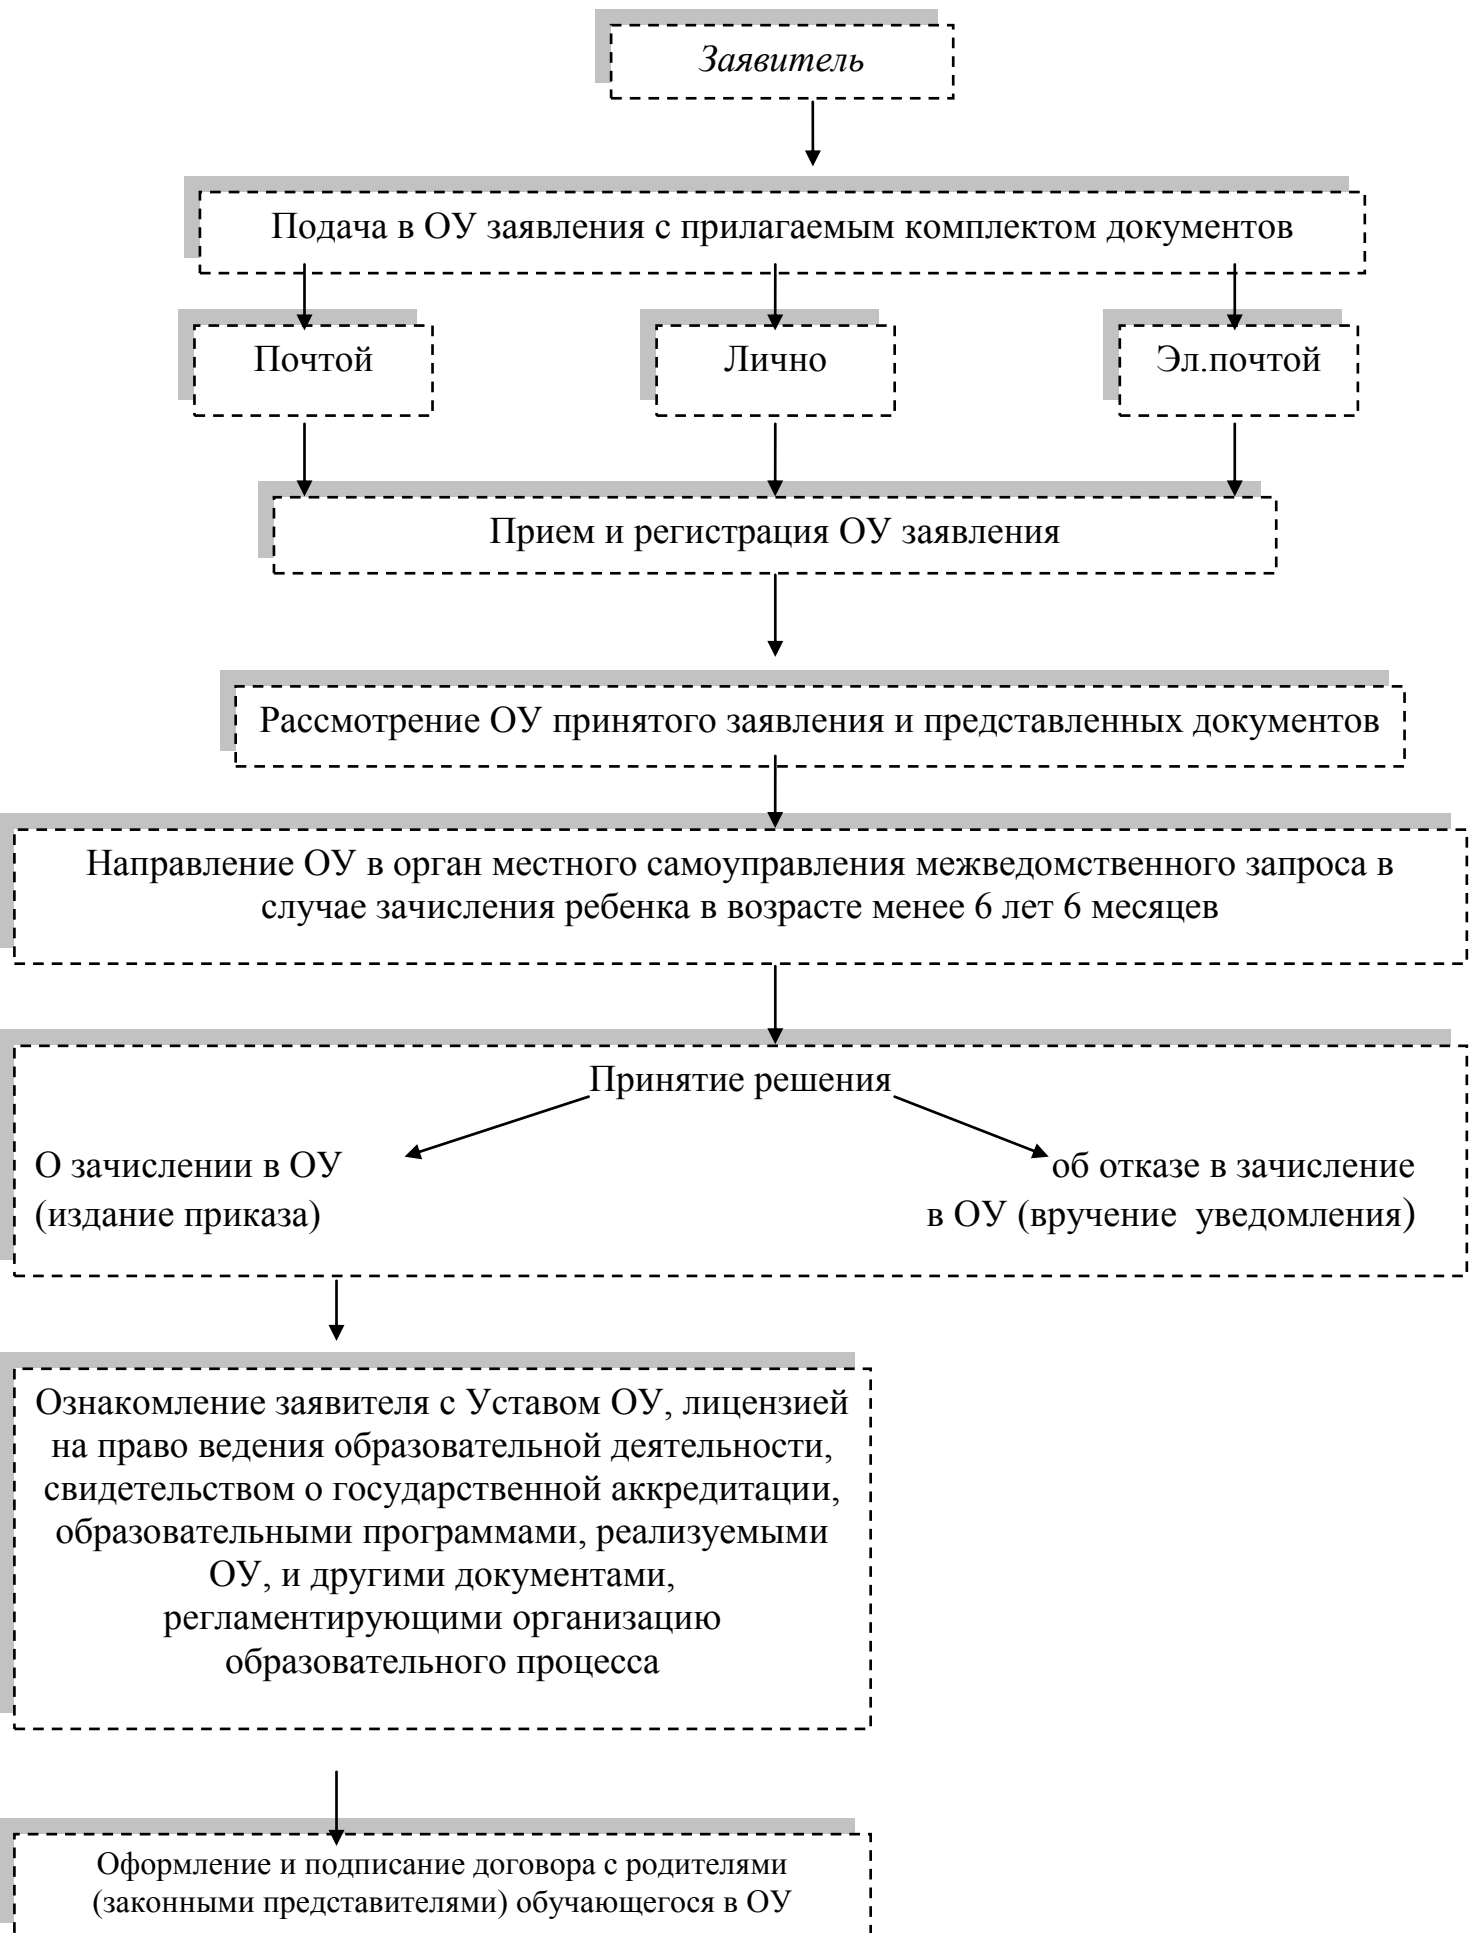 Заявитель
Подача в ОУ заявления с прилагаемым комплектом документов
Почтой
Лично
Эл.почтой
Прием и регистрация ОУ заявления
Рассмотрение ОУ принятого заявления и представленных документов
Направление ОУ в орган местного самоуправления межведомственного запроса в
случае зачисления ребенка в возрасте менее 6 лет 6 месяцев
Принятие решения
О зачислении в ОУ
(издание приказа)
об отказе в зачисление
в ОУ (вручение  уведомления)
Ознакомление заявителя с Уставом ОУ, лицензией
на право ведения образовательной деятельности,
свидетельством о государственной аккредитации,
образовательными программами, реализуемыми
ОУ, и другими документами,
регламентирующими организацию
образовательного процесса
Оформление и подписание договора с родителями
(законными представителями) обучающегося в ОУ